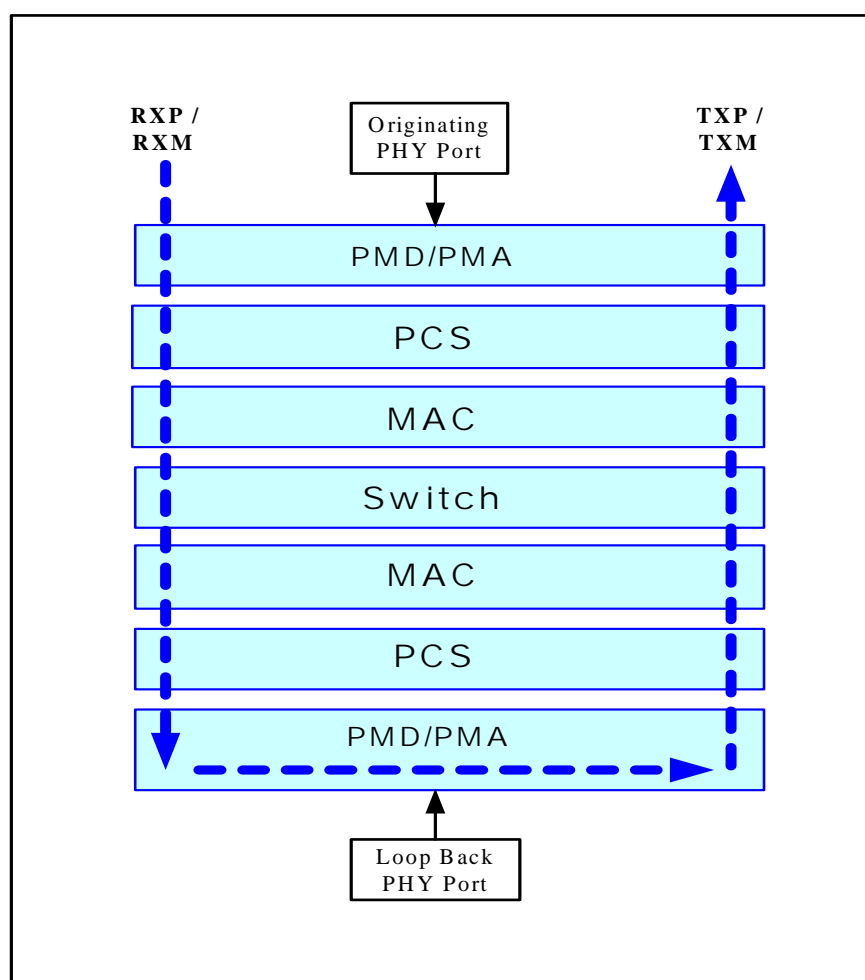 RXP /
RXM
Originating
PHY Port
TXP /
TXM
PMD/PMA
PCS
MAC
Switch
MAC
PCS
PMD/PMA
Loop Back
PHY Port